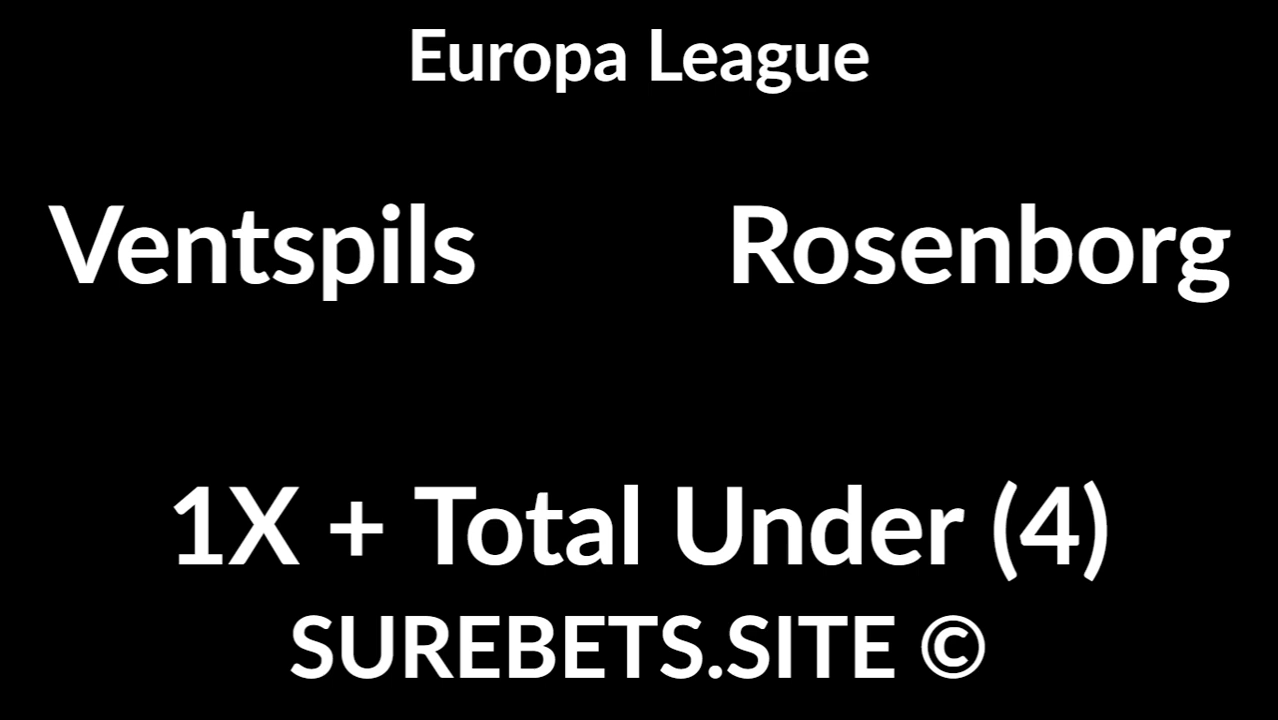 Europa League
Ventspils Rosenborg
1X + Total Under (4)
SUREBETS.SITE ©